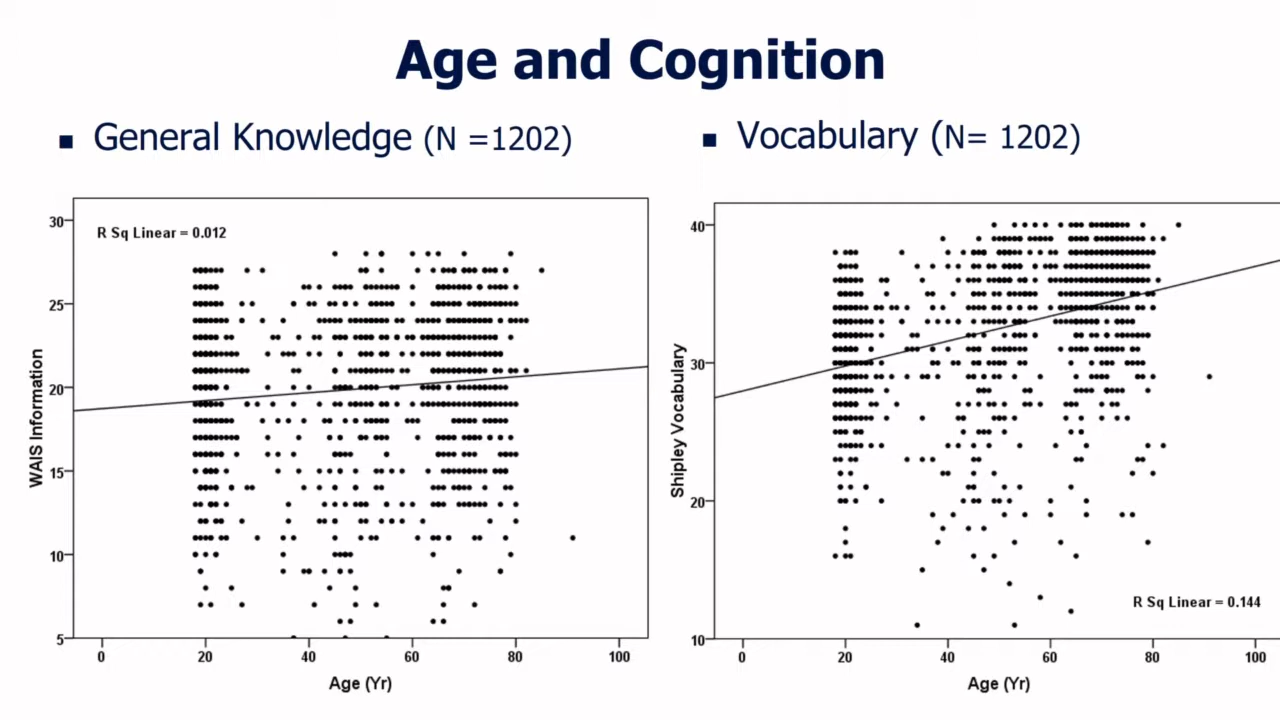 Age and Cognition
▪ General Knowledge (N =1202)
▪ Vocabulary (N= 1202)
R Sq Linear = 0.012
30
25
20
15
10
5
WAIS Information
0 20 40 60 80 100
Age (Yr)
40
30
20
10
Shipley Vocabulary
R Sq Linear = 0.144
0 20 40 60 80 100
Age (Yr)